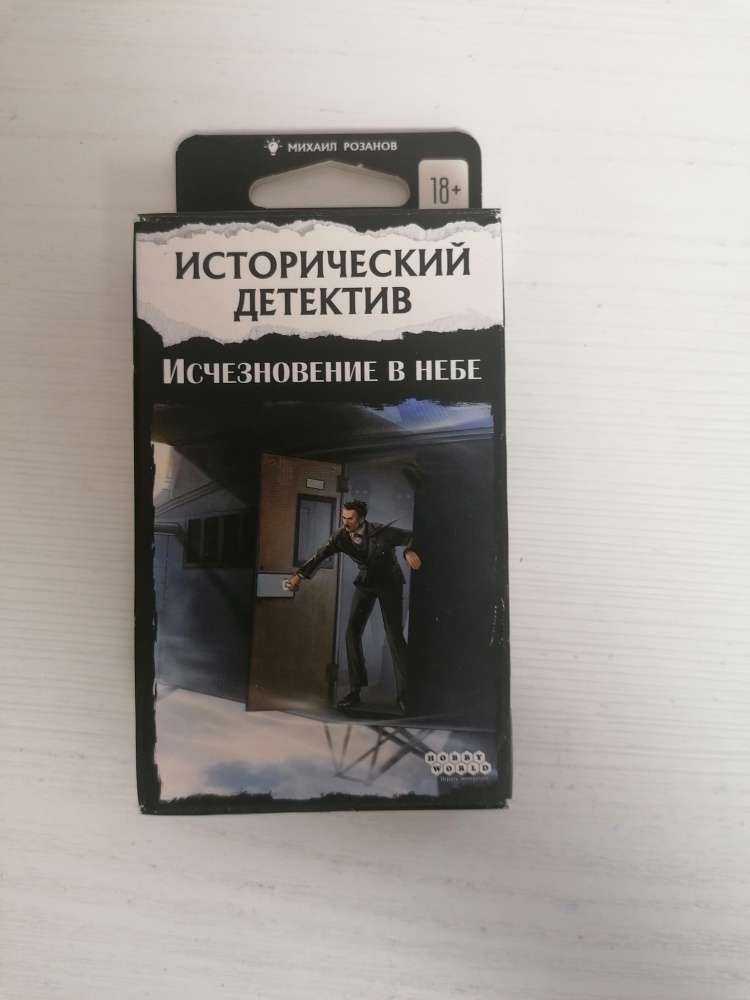 МИХАИЛ РОЗАНОВ
18+
ИСТОРИЧЕСКИЙ
ДЕТЕКТИВ
ИСЧЕЗНОВЕНИЕ В НЕБЕ
HOBBY
WORLD